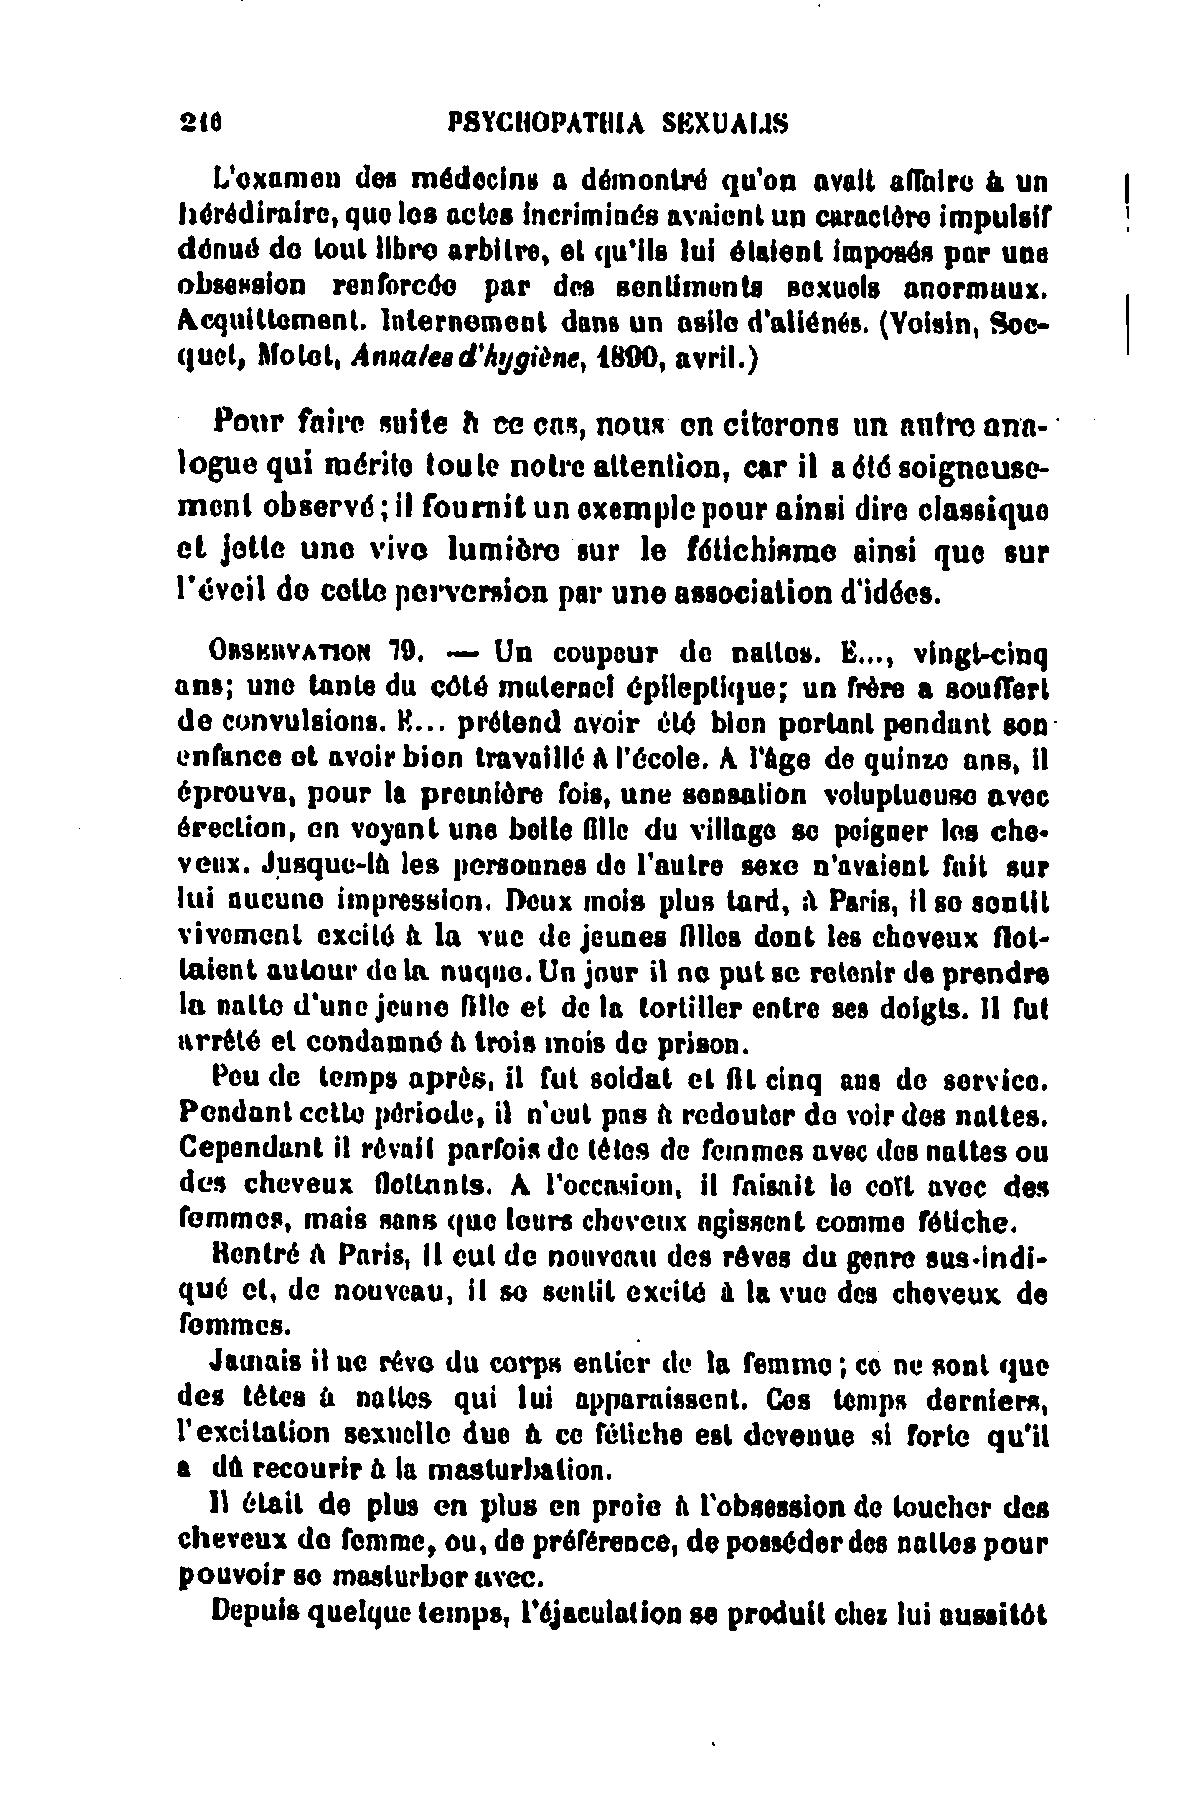 216 PSYCHOPATHIA SEXUALIS
L'examen des médecins a démontré qu'on avait affaire à un
hérédiraire, que les actes incriminés avaient un caractère impulsif
dénué de tout libre arbitre, et qu'ils lui étaient imposés par une
obsession renforcée par des sentiments sexuels anormaux.
Acquittement. Internement dans un asile d'aliénés. (Voisin, Soc-
quet, Motet, Annales d'hygiène, 1890, avril.)
Pour faire suite à ce cas, nous en citerons un autre ana-
logue qui mérite toute notre attention, car il a été soigneuse-
ment observé ; il fournit un exemple pour ainsi dire classique
et jette une vive lumière sur le fétichisme ainsi que sur
l'éveil de cette perversion par une association d'idées.
OBSERVATION 79. — Un coupeur de nattes. E..., vingt-cinq
ans; une tante du côté maternel épileptique; un frère a souffert
de convulsions. E... prétend avoir été bien portant pendant son
enfance et avoir bien travaillé à l'école. A l'âge de quinze ans, il
éprouva, pour la première fois, une sensation voluptueuse avec
érection, en voyant une belle fille du village se peigner les che-
veux. Jusque-là les personnes de l'autre sexe n'avaient fait sur
lui aucune impression. Deux mois plus tard, à Paris, il se sentit
vivement excité à la vue de jeunes filles dont les cheveux flot-
taient autour de la nuque. Un jour il ne put se retenir de prendre
la natte d'une jeune fille et de la tortiller entre ses doigts. Il fut
arrêté et condamné à trois mois de prison.
Peu de temps après, il fut soldat et fit cinq ans de service.
Pendant cette période, il n'eut pas à redouter de voir des nattes.
Cependant il rêvait parfois de têtes de femmes avec des nattes ou
des cheveux flottants. A l'occasion, il faisait le coït avec des
femmes, mais sans que leurs cheveux agissent comme fétiche.
Rentré à Paris, il eut de nouveau des rêves du genre sus-indi-
qué et, de nouveau, il se sentit excité à la vue des cheveux de
femmes.
Jamais il ne rêve du corps entier de la femme ; ce ne sont que
des têtes à nattes qui lui apparaissent. Ces temps derniers,
l'excitation sexuelle due à ce fétiche est devenue si forte qu'il
a dû recourir à la masturbation.
Il était de plus en plus en proie à l'obsession de toucher des
cheveux de femme, ou, de préférence, de posséder des nattes pour
pouvoir se masturber avec.
Depuis quelque temps, l'éjaculation se produit chez lui aussitôt